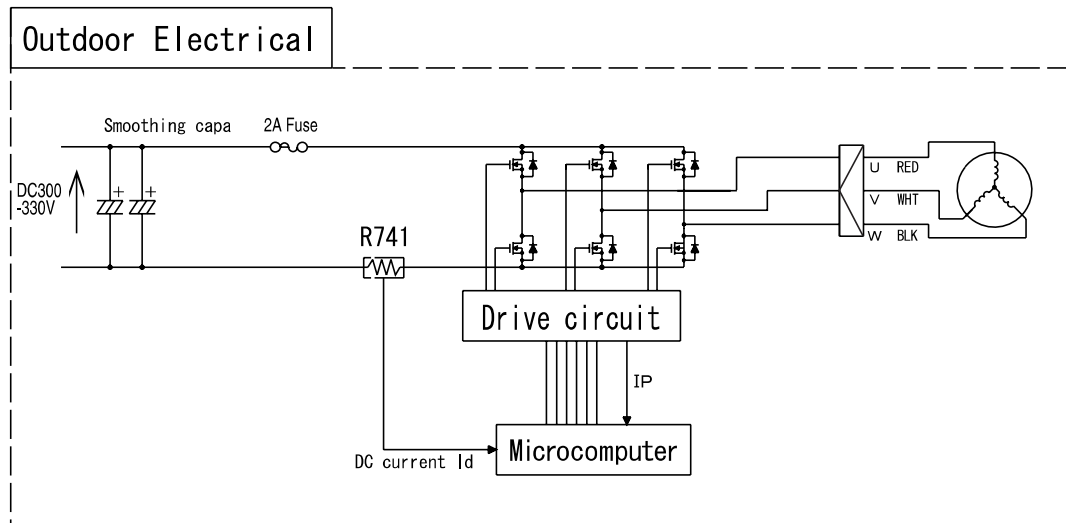 Outdoor Electrical
Smoothing capa
2A Fuse
DC300
-330V
+
+
R741
U RED
V WHT
W BLK
Drive circuit
IP
DC current Id
Microcomputer